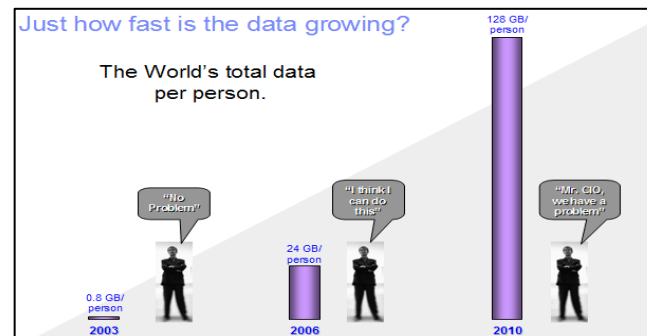 Just how fast is the data growing?
The World's total data
per person.
128 GB/
person
"No
Problem"
"I think I
can do
this"
"Mr. CIO,
we have a
problem"
24 GB/
person
0.8 GB/
person
2003
2006
2010